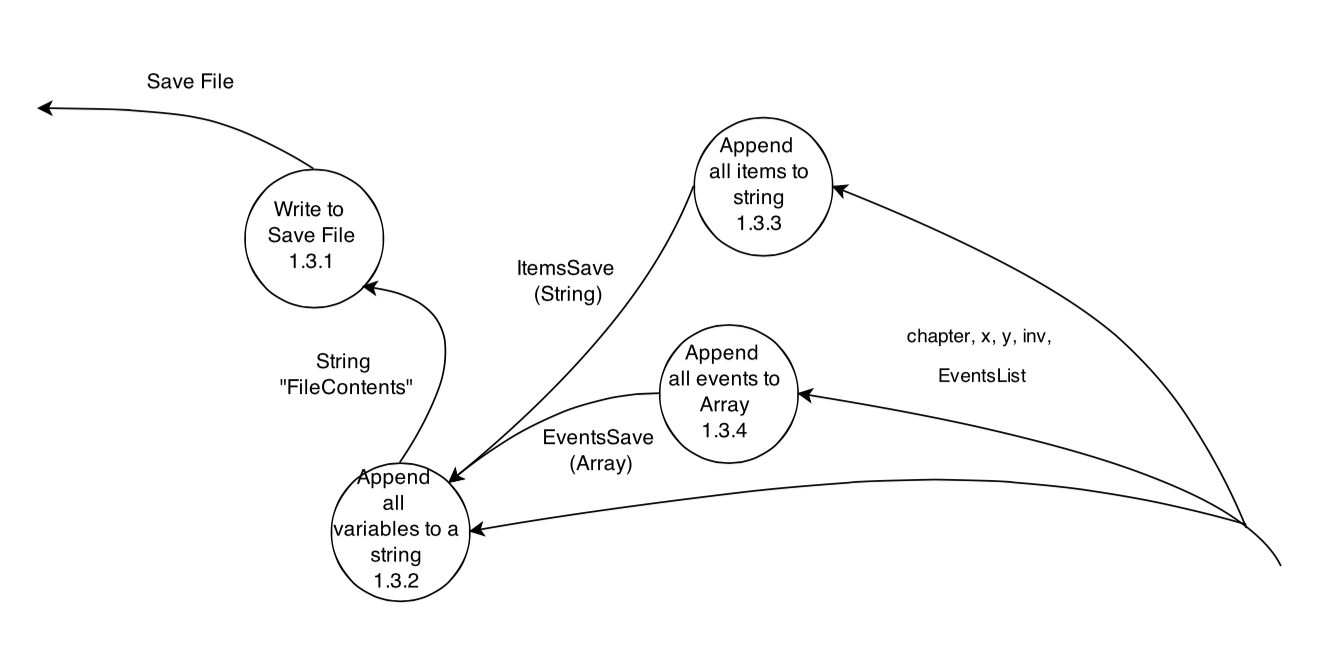 Save File
Write to
Save File
1.3.1
Append
all items to
string
1.3.3
ItemsSave
(String)
chapter, x, y, inv,
EventsList
String
"FileContents"
Append
all events to
Array
1.3.4
EventsSave
(Array)
Append
all
variables to a
string
1.3.2